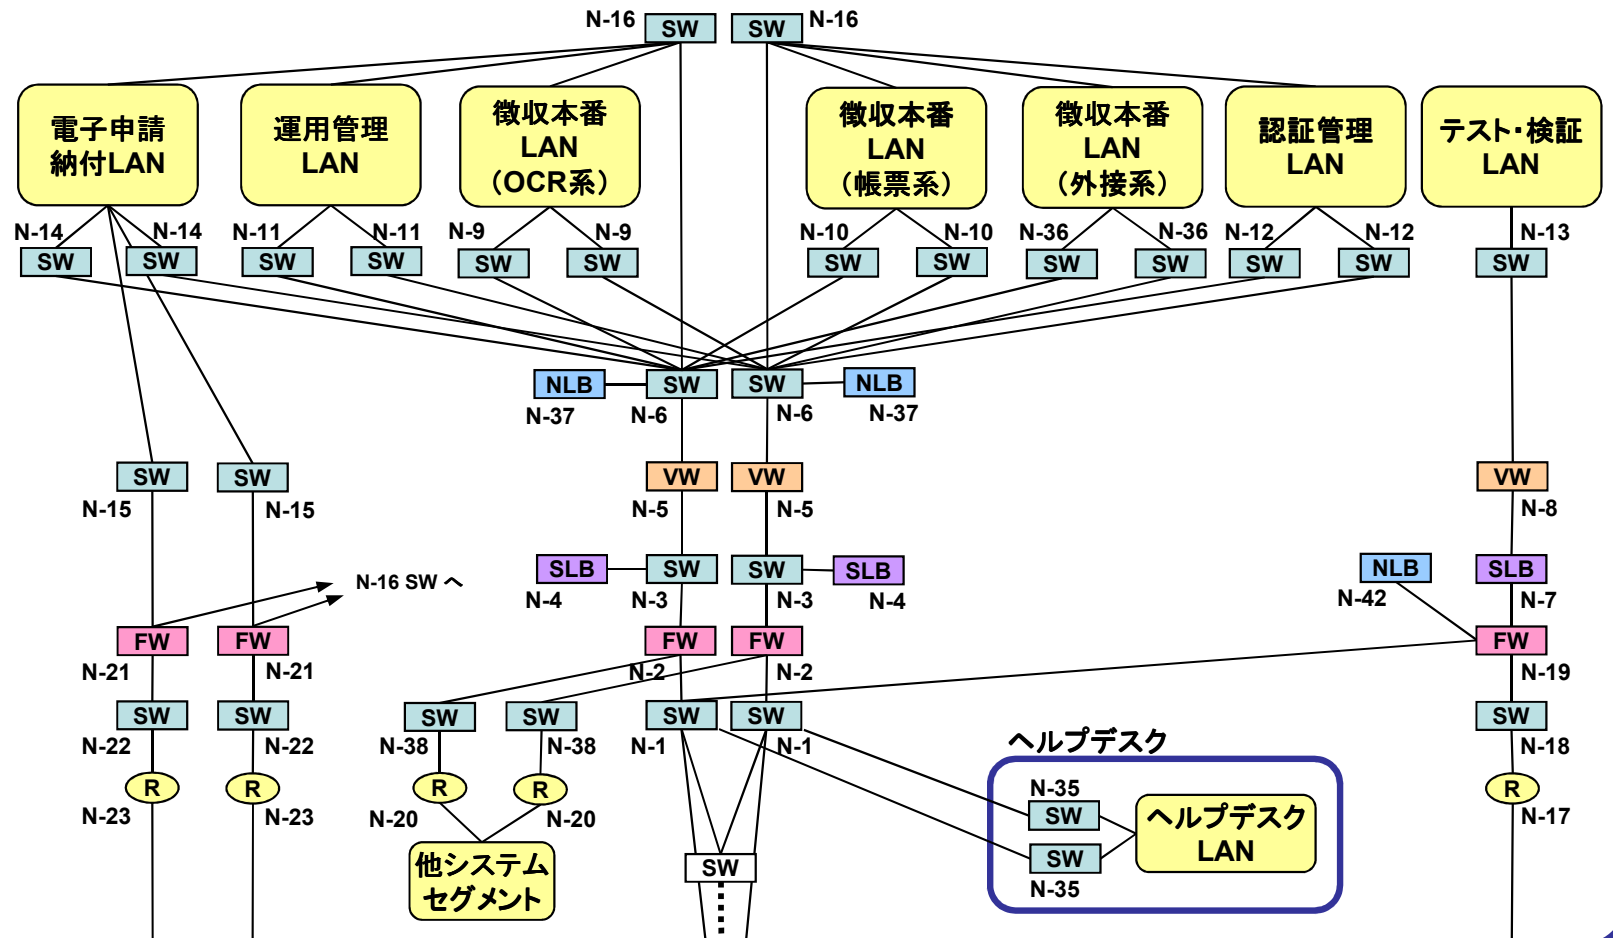 N-16
SW
SW
N-16
電子申請
納付LAN
運用管理
LAN
徴収本番
LAN
（OCR系）
徴収本番
LAN
（帳票系）
徴収本番
LAN
（外接系）
認証管理
LAN
テスト・検証
LAN
N-14
N-14
N-11
N-11
N-9
N-9
N-10
N-10
N-36
N-36
N-12
N-12
N-13
SW
SW
SW
SW
SW
SW
SW
SW
SW
SW
SW
SW
SW
NLB
SW
SW
NLB
N-37
N-6
N-6
N-37
SW
SW
VW
VW
VW
N-15
N-15
N-5
N-5
N-8
N-16 SW へ
SLB
SW
SW
SLB
NLB
SLB
N-4
N-3
N-3
N-4
N-42
N-7
FW
FW
FW
FW
FW
N-21
N-21
N-2
N-2
N-19
SW
SW
SW
SW
SW
SW
SW
N-22
N-22
N-38
N-38
N-1
N-1
N-18
ヘルプデスク
R
R
R
R
R
N-23
N-23
N-20
N-20
N-17
N-35
SW
SW
N-35
ヘルプデスク
LAN
他システム
セグメント
SW